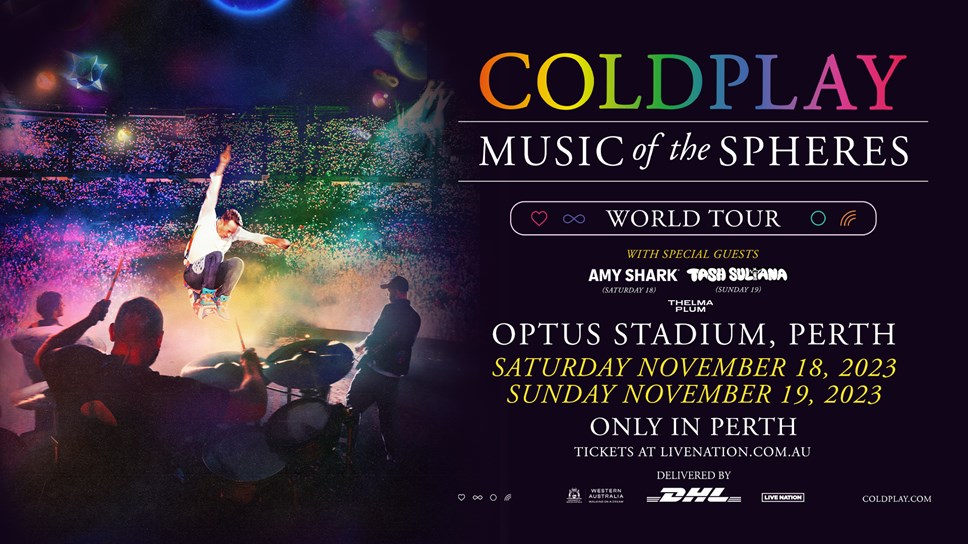 COLDPLAY
MUSIC of the SPHERES
WORLD TOUR
WITH SPECIAL GUESTS
AMY SHARK TASH SULTANA
(SATURDAY 18) (SUNDAY 19)
THELMA
PLUM
OPTUS STADIUM, PERTH
SATURDAY NOVEMBER 18, 2023
SUNDAY NOVEMBER 19, 2023
ONLY IN PERTH
TICKETS AT LIVENATION.COM.AU
DELIVERED BY
WESTERN
AUSTRALIA
DHL
LIVE NATION
COLDPLAY.COM